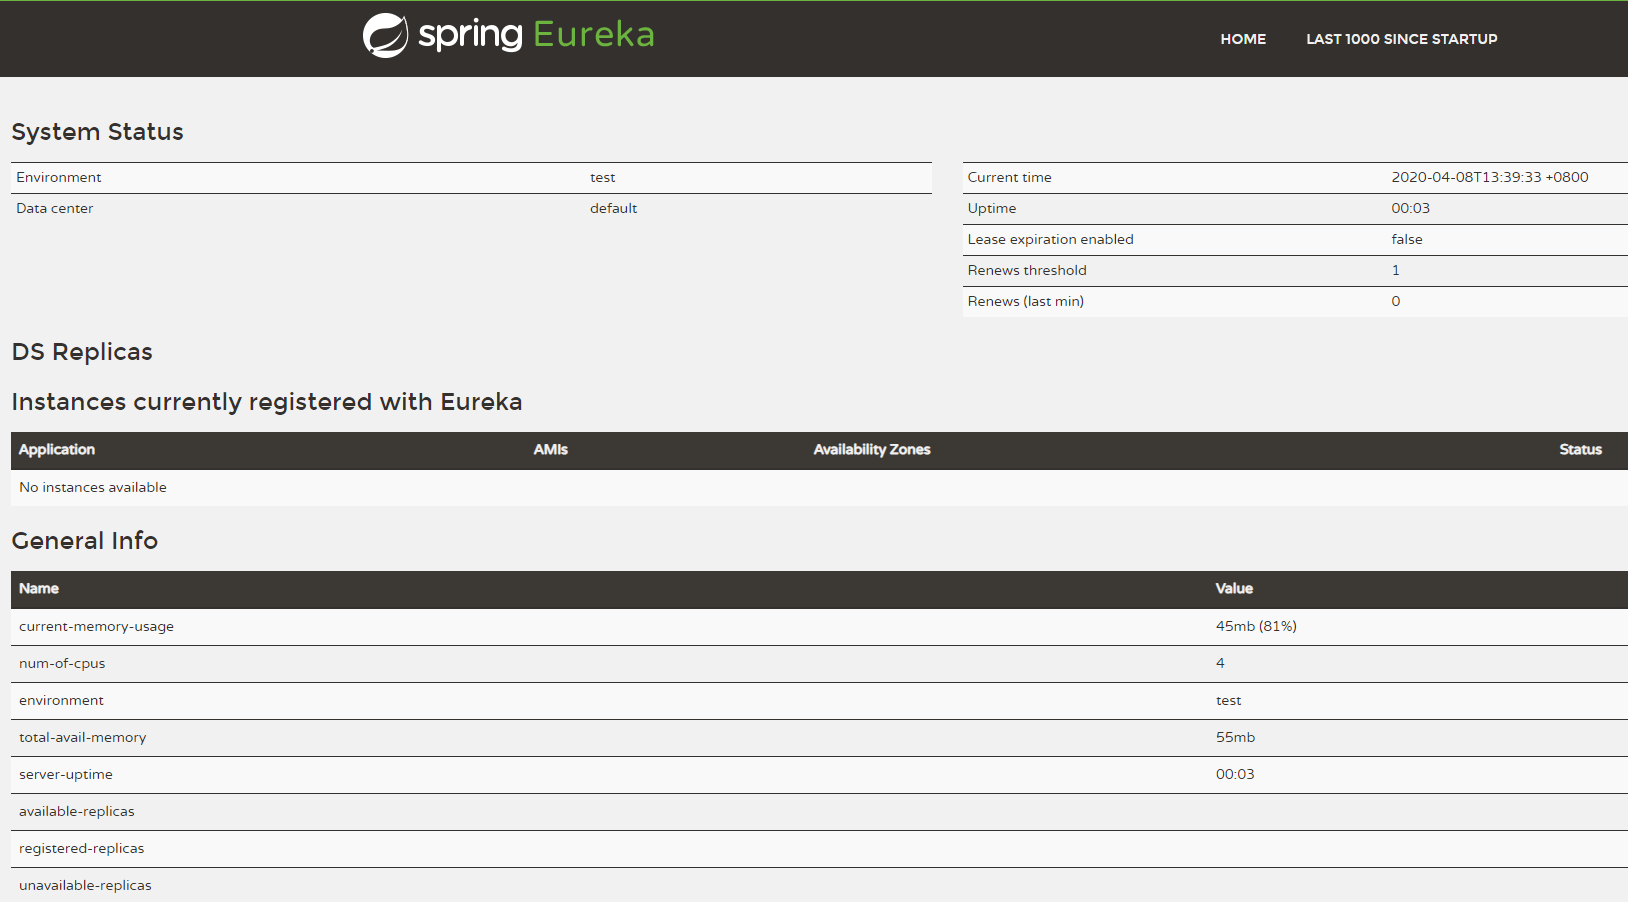 spring Eureka
HOME LAST 1000 SINCE STARTUP
System Status
Environment test
Data center default
Current time 2020-04-08T13:39:33 +0800
Uptime 00:03
Lease expiration enabled false
Renews threshold 1
Renews (last min) 0
DS Replicas
Instances currently registered with Eureka
Application AMIs Availability Zones Status
No instances available
General Info
Name Value
current-memory-usage 45mb (81%)
num-of-cpus 4
environment test
total-avail-memory 55mb
server-uptime 00:03
available-replicas
registered-replicas
unavailable-replicas